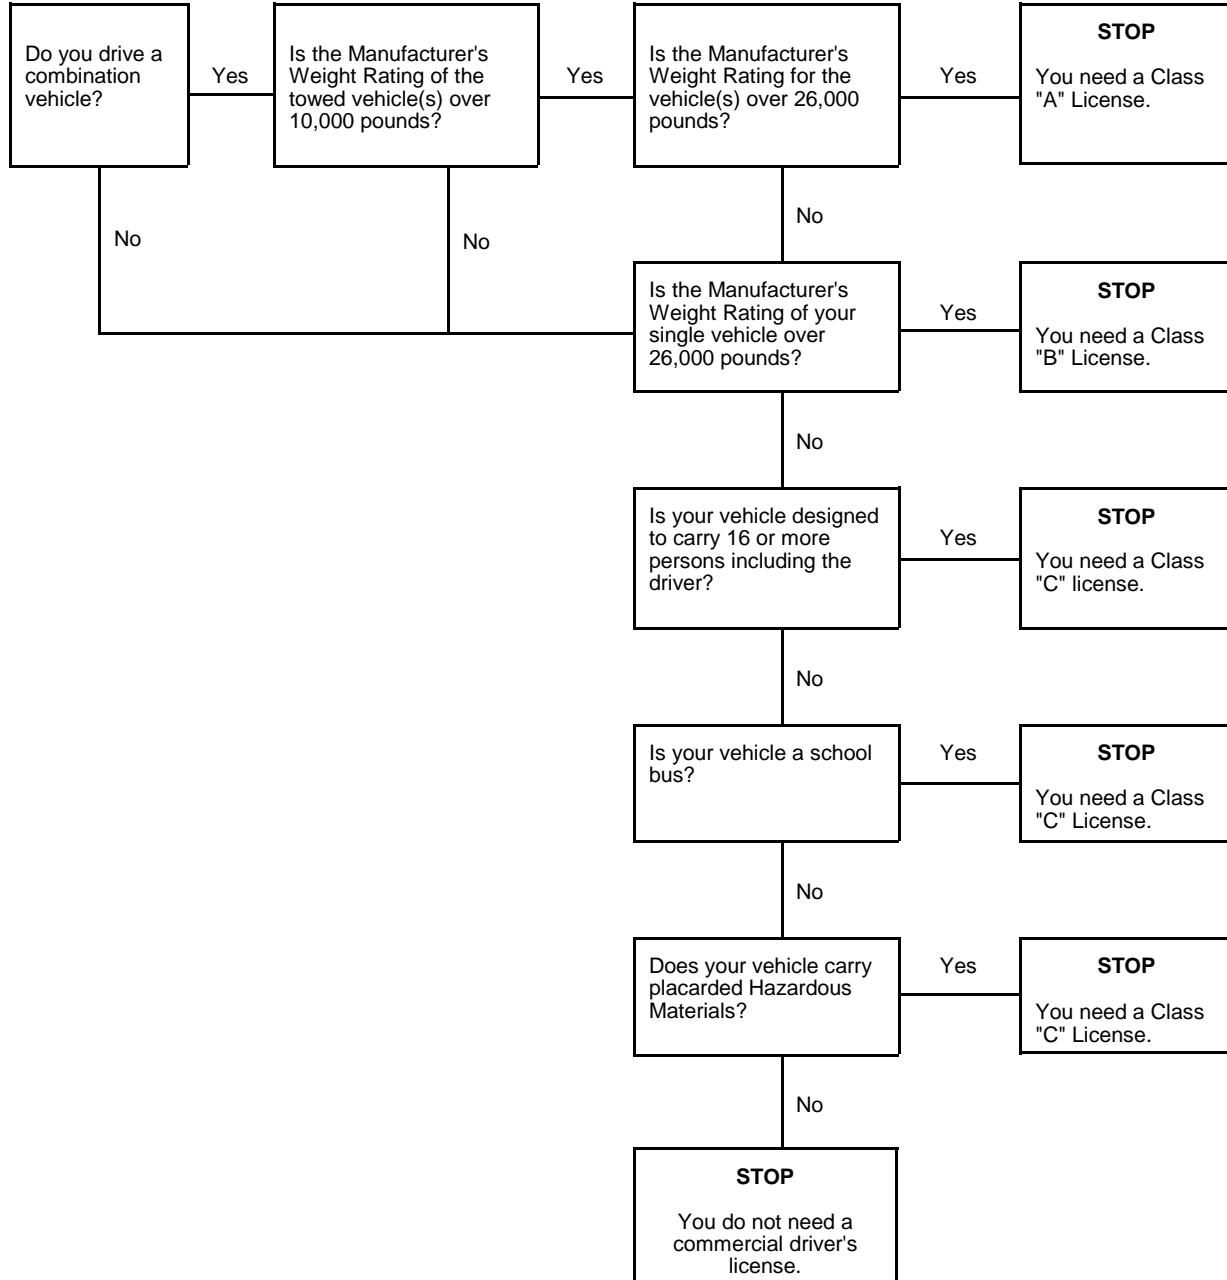 Do you drive a
combination
vehicle?
Yes
Is the Manufacturer's
Weight Rating of the
towed vehicle(s) over
10,000 pounds?
Yes
Is the Manufacturer's
Weight Rating for the
vehicle(s) over 26,000
pounds?
Yes
STOP
You need a Class
"A" License.
No
No
No
Is the Manufacturer's
Weight Rating of your
single vehicle over
26,000 pounds?
Yes
STOP
You need a Class
"B" License.
No
Is your vehicle designed
to carry 16 or more
persons including the
driver?
Yes
STOP
You need a Class
"C" license.
No
Is your vehicle a school
bus?
Yes
STOP
You need a Class
"C" License.
No
Does your vehicle carry
placarded Hazardous
Materials?
Yes
STOP
You need a Class
"C" License.
No
STOP
You do not need a
commercial driver's
license.